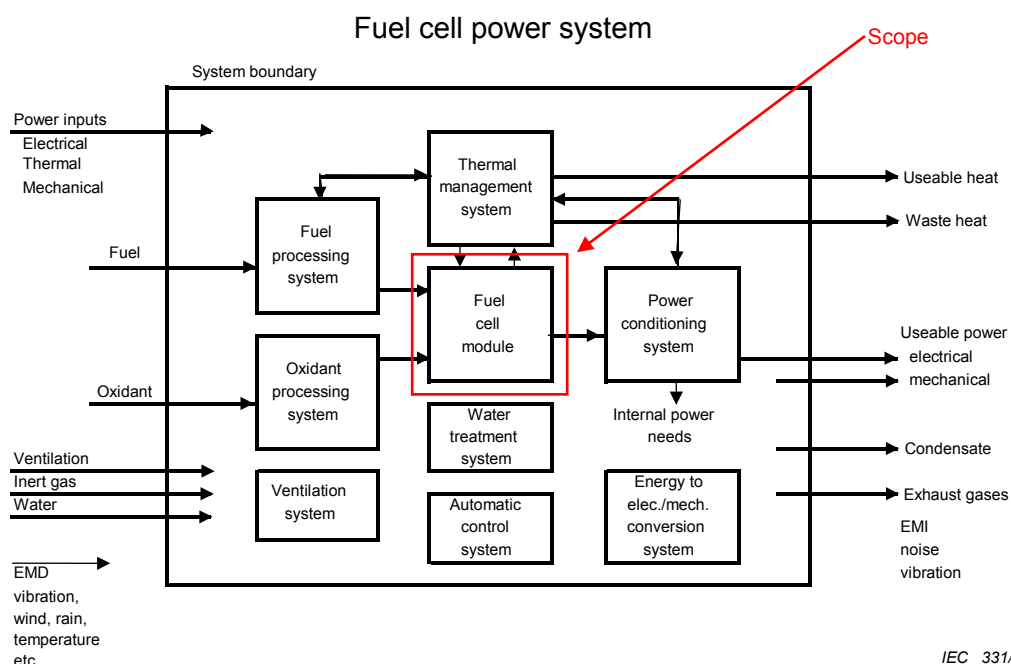 Fuel cell power system
Scope
System boundary
Power inputs
Electrical
Thermal
Mechanical
Thermal
management
system
Useable heat
Waste heat
Fuel
Fuel
processing
system
Fuel
cell
module
Power
conditioning
system
Useable power
electrical
mechanical
Oxidant
Oxidant
processing
system
Internal power
needs
Water
treatment
system
Ventilation
Inert gas
Water
Ventilation
system
Automatic
control
system
Energy to
elec./mech.
conversion
system
Condensate
Exhaust gases
EMI
noise
vibration
EMD
vibration,
wind, rain,
temperature
etc
IEC 331/